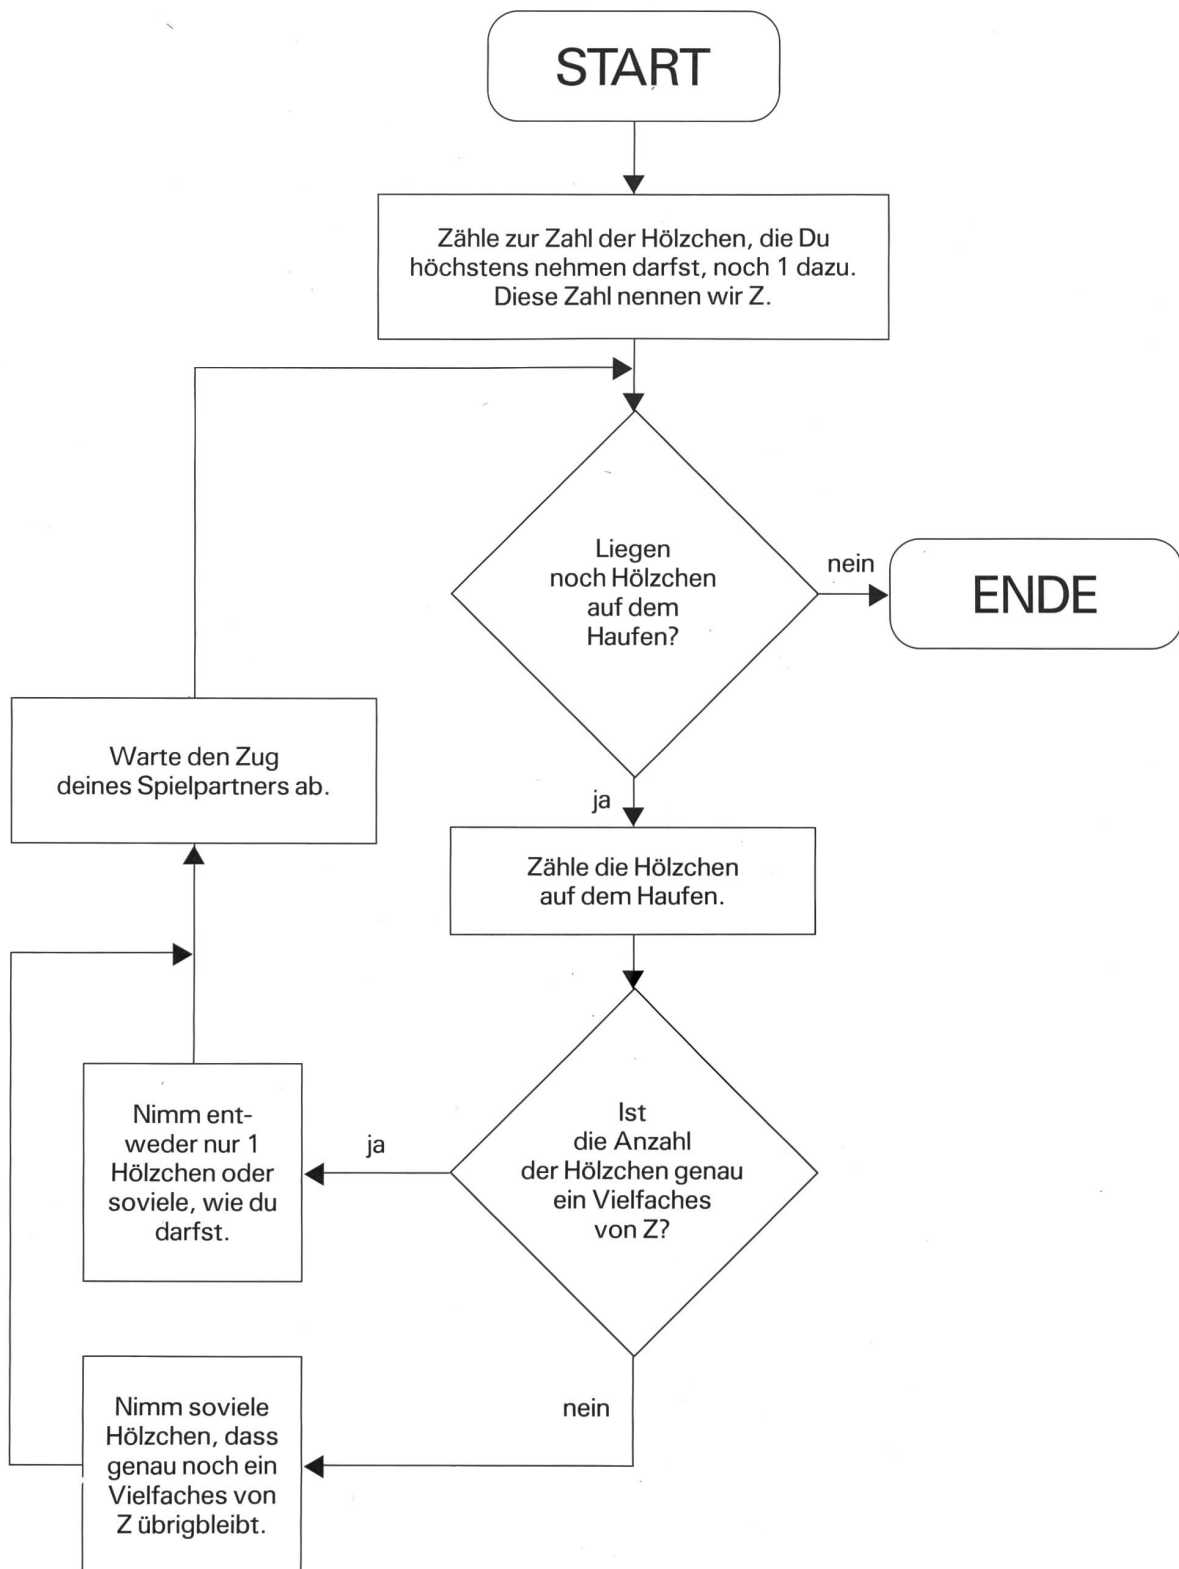 START
Zähle zur Zahl der Hölzchen, die Du
höchstens nehmen darfst, noch 1 dazu.
Diese Zahl nennen wir Z.
Liegen
noch Hölzchen
auf dem
Haufen?
nein
ENDE
Warte den Zug
deines Spielpartners ab.
ja
Zähle die Hölzchen
auf dem Haufen.
Nimm ent-
weder nur 1
Hölzchen oder
soviele, wie du
darfst.
ja
Ist
die Anzahl
der Hölzchen genau
ein Vielfaches
von Z?
nein
Nimm soviele
Hölzchen, dass
genau noch ein
Vielfaches von
Z übrigbleibt.